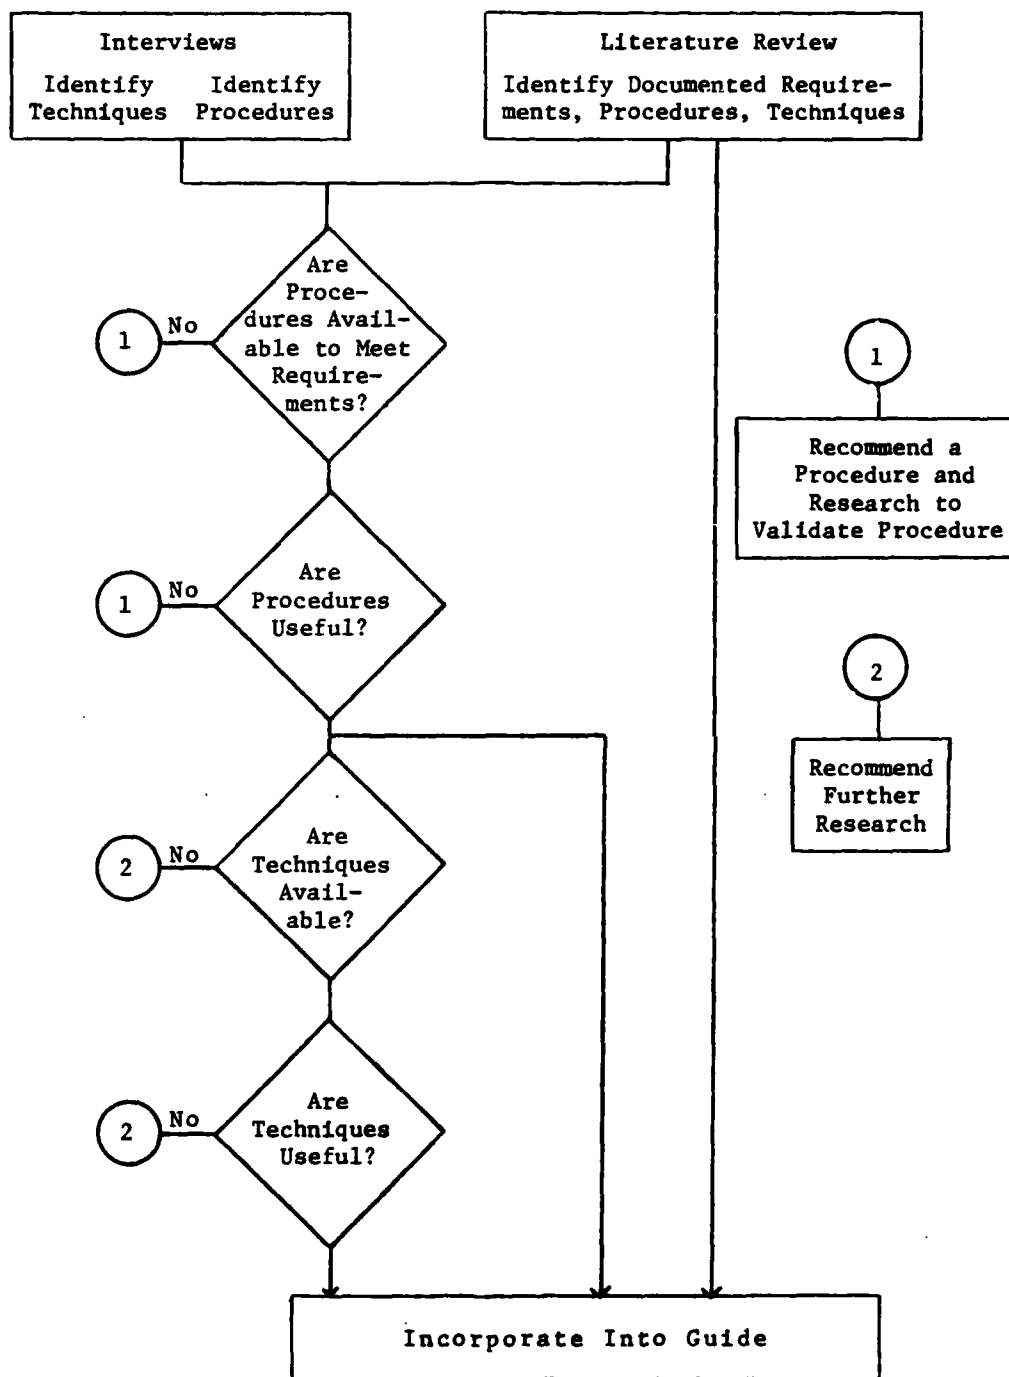 Interviews
Identify Identify
Techniques Procedures
Literature Review
Identify Documented Require-
ments, Procedures, Techniques
Are
Proce-
dures Avail-
able to Meet
Require-
ments?
No
1
Are
Procedures
Useful?
No
1
Are
Techniques
Avail-
able?
No
2
Are
Techniques
Useful?
No
2
1
Recommend a
Procedure and
Research to
Validate Procedure
2
Recommend
Further
Research
Incorporate Into Guide